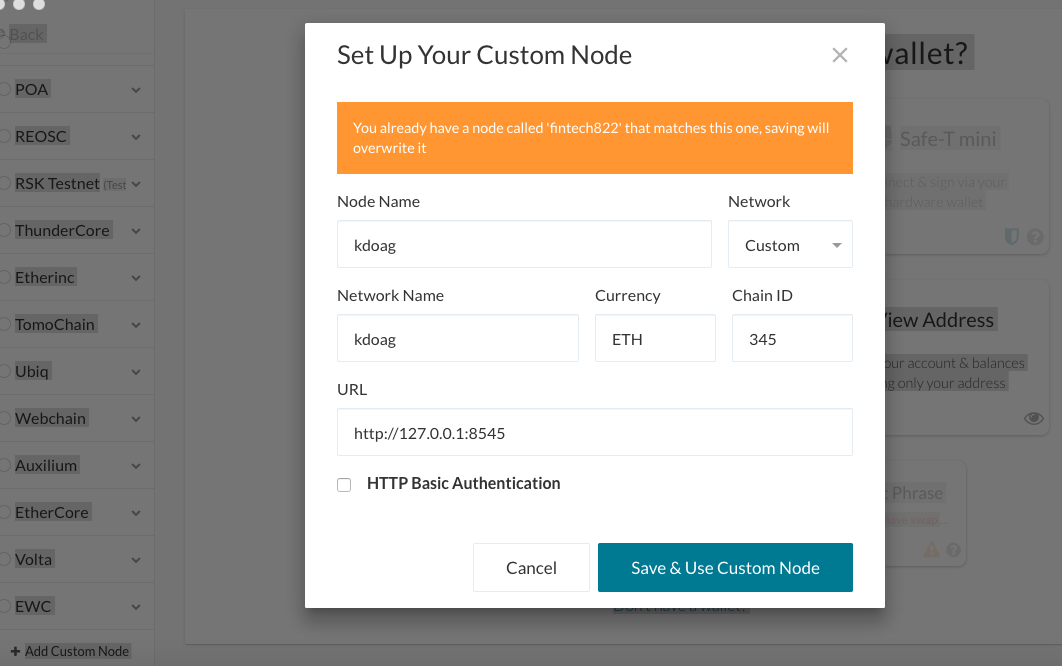 Back
POA
REOSC
RSK Testnet (Test
ThunderCore
Etherinc
TomoChain
Ubiq
Webchain
Auxilium
EtherCore
Volta
EWC
+ Add Custom Node
Set Up Your Custom Node
You already have a node called 'fintech822' that matches this one, saving will
overwrite it
Node Name
Network
kdoag
Custom
Network Name
Currency
Chain ID
kdoag
ETH
345
URL
http://127.0.0.1:8545
HTTP Basic Authentication
Cancel
Save & Use Custom Node
Don't have a wallet?
wallet?
Safe-T mini
& sign via your
hardware wallet
View Address
account & balances
only your address
Phrase